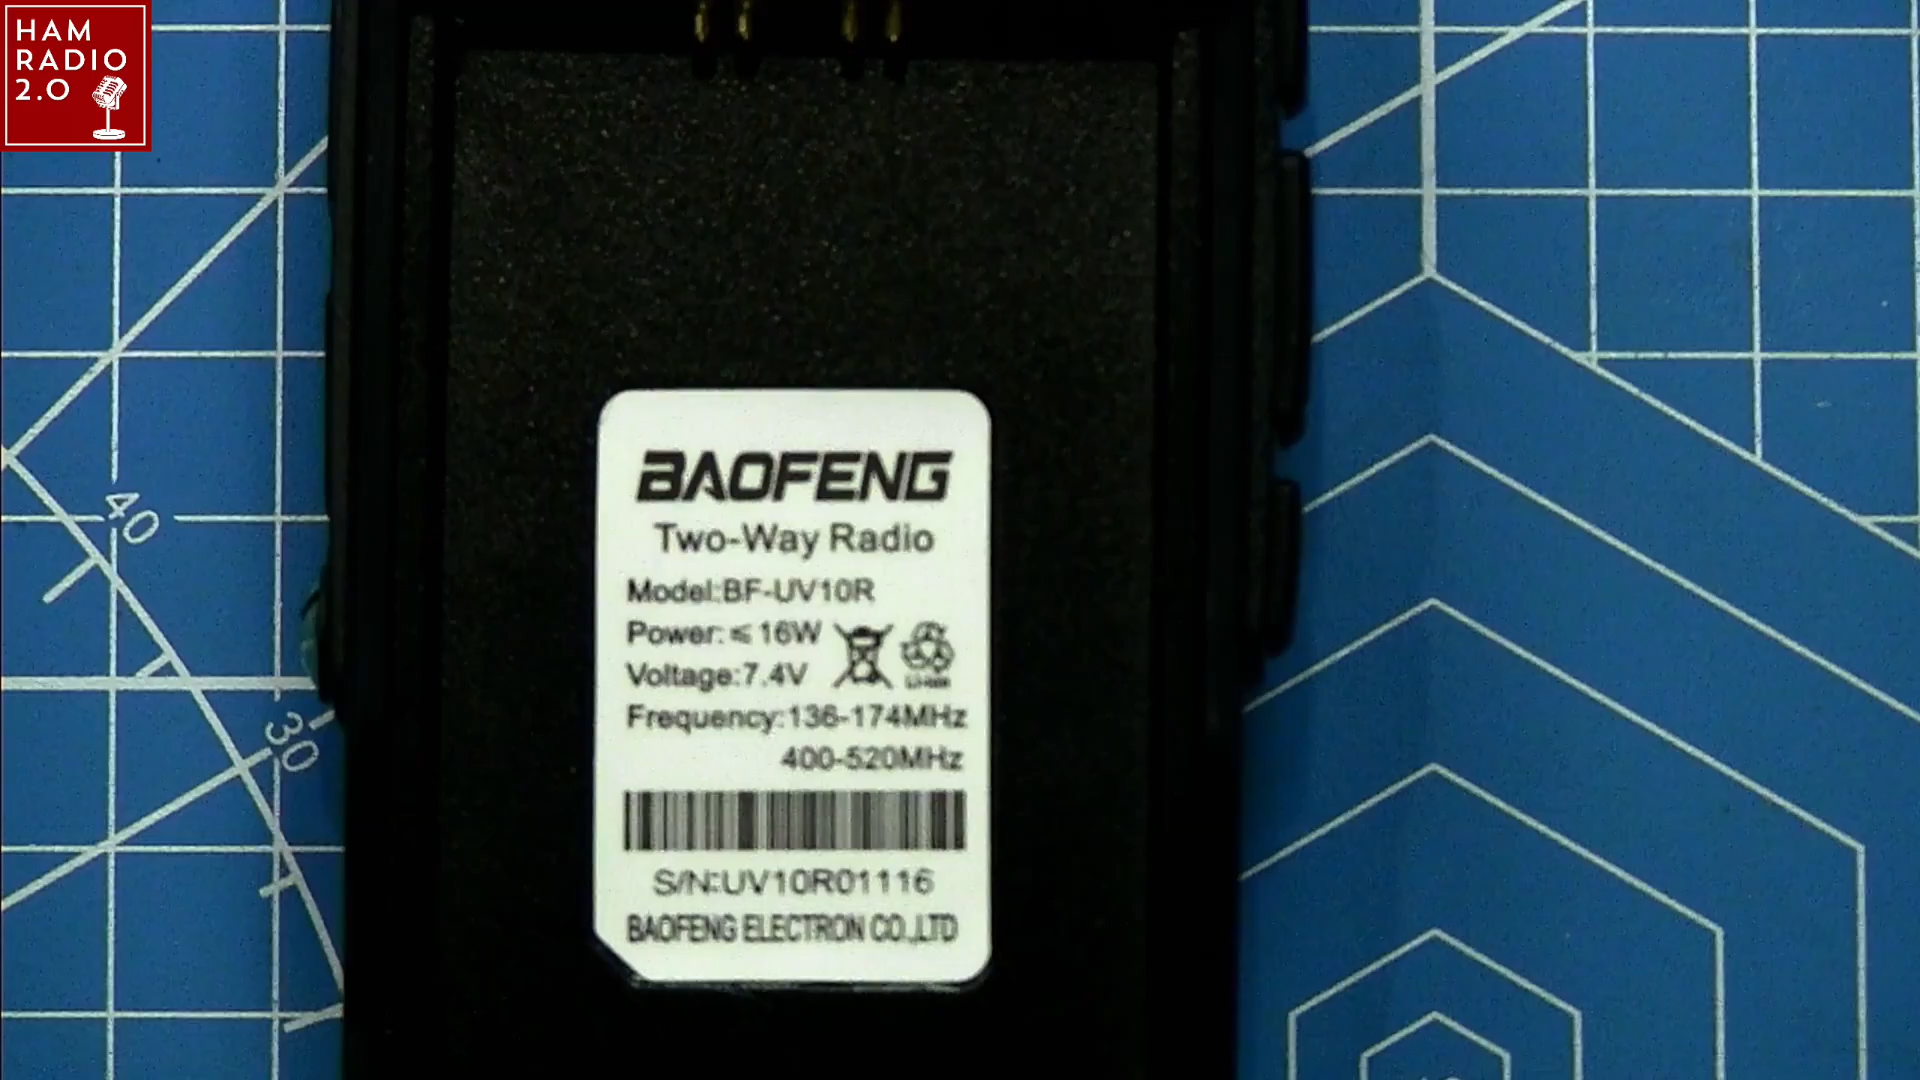 HAM
RADIO
2.0
BAOFENG
Two-Way Radio
Model:BF-UV10R
Power:≤16W
Voltage:7.4V
Frequency:136-174MHz
400-520MHz
S/N:UV10R01116
BAOFENG ELECTRON CO.,LTD
40
30